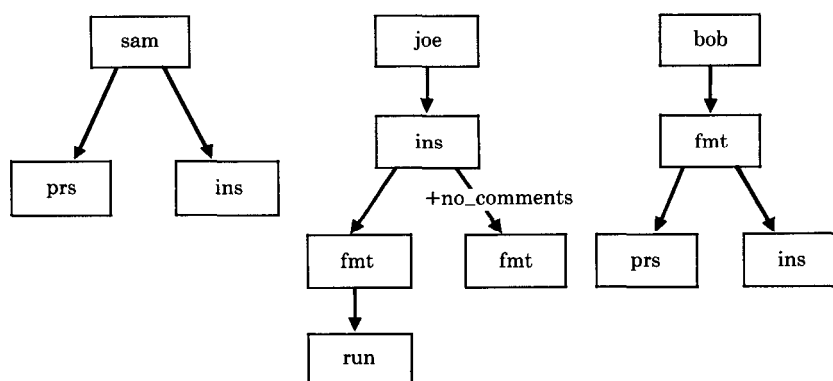 sam
joe
bob
prs
ins
ins
fmt
+no_comments
fmt
fmt
prs
ins
run